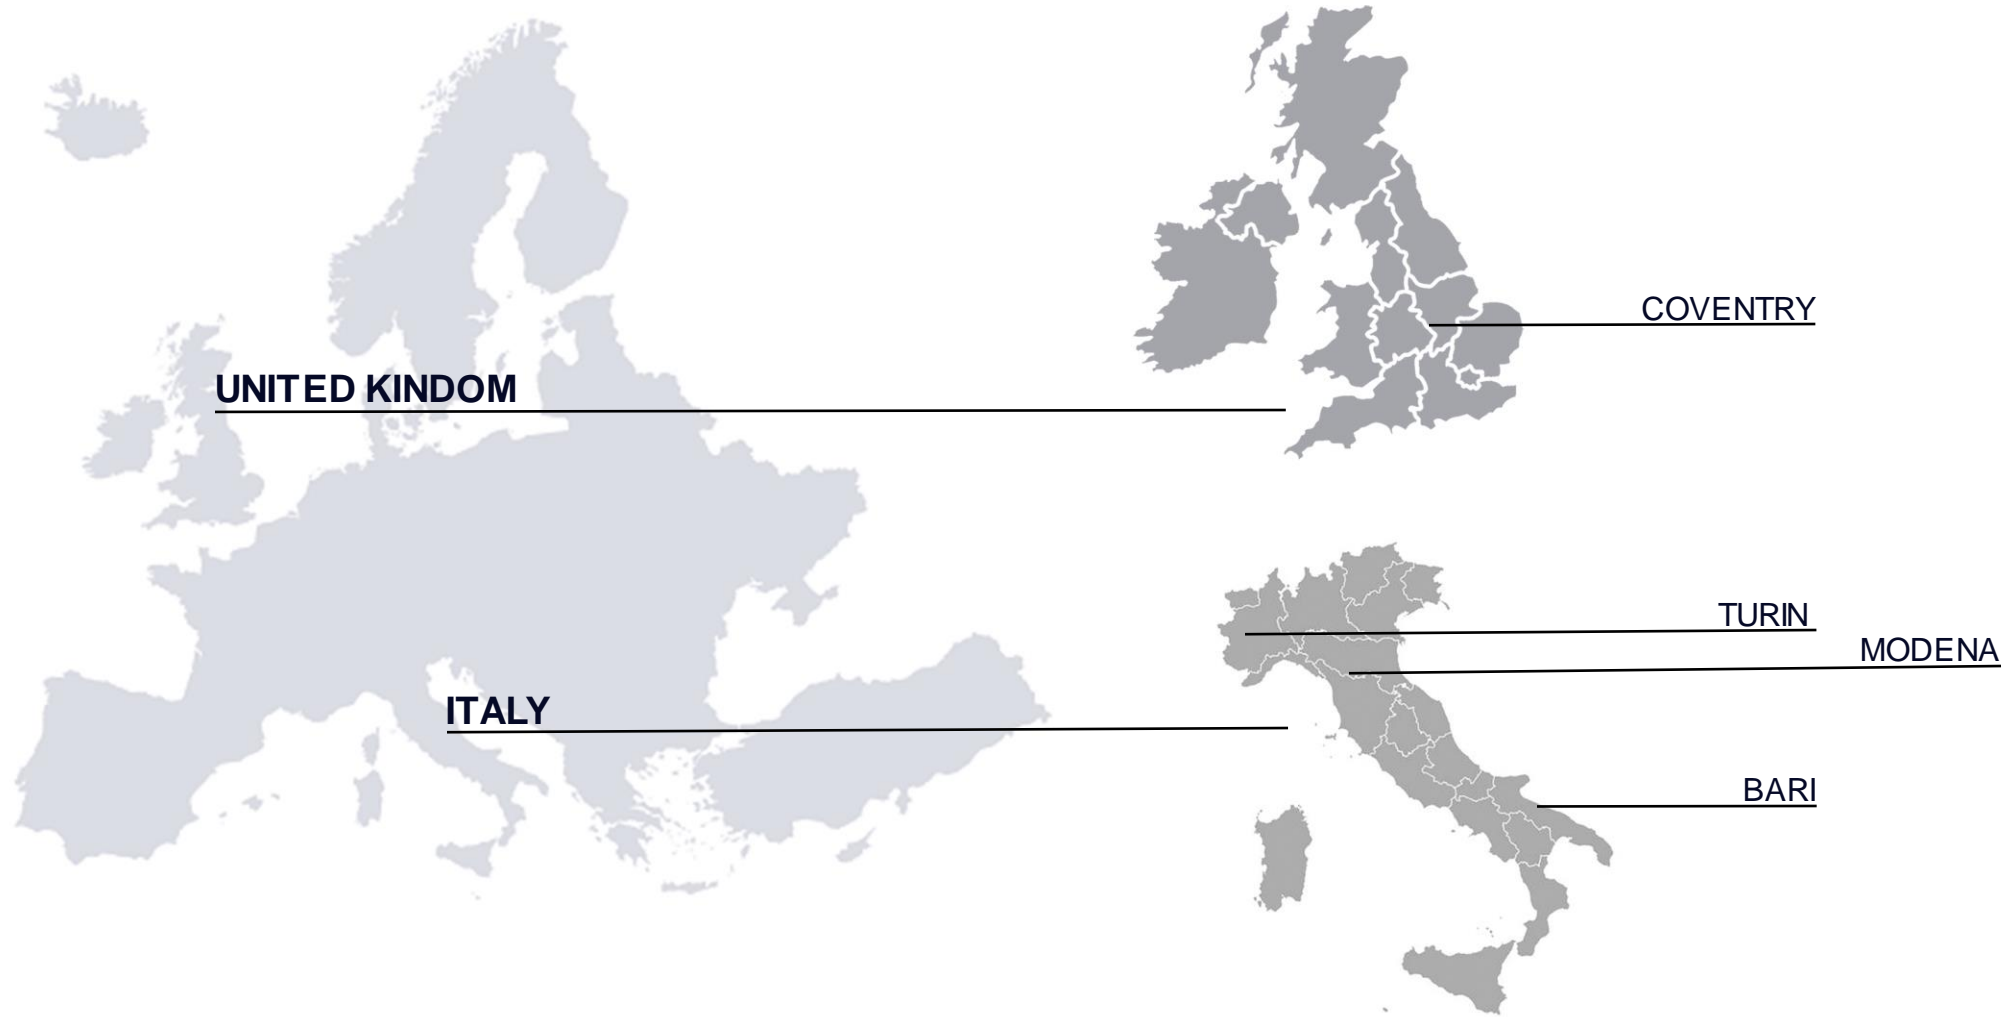 COVENTRY
UNITED KINDOM
TURIN
MODENA
ITALY
BARI